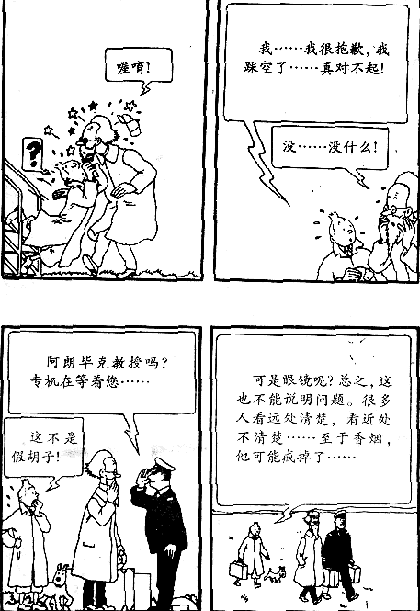 喔唷！
?
我……我很抱歉，我
踩空了……真对不起！
没……没什么！
阿朗毕克教授吗？
专机在等着您……
这不是
假胡子！
可是眼镜呢？总之，这
也不能说明问题。很多
人看远处清楚，看近处
不清楚……至于香烟，
他可能戒掉了……